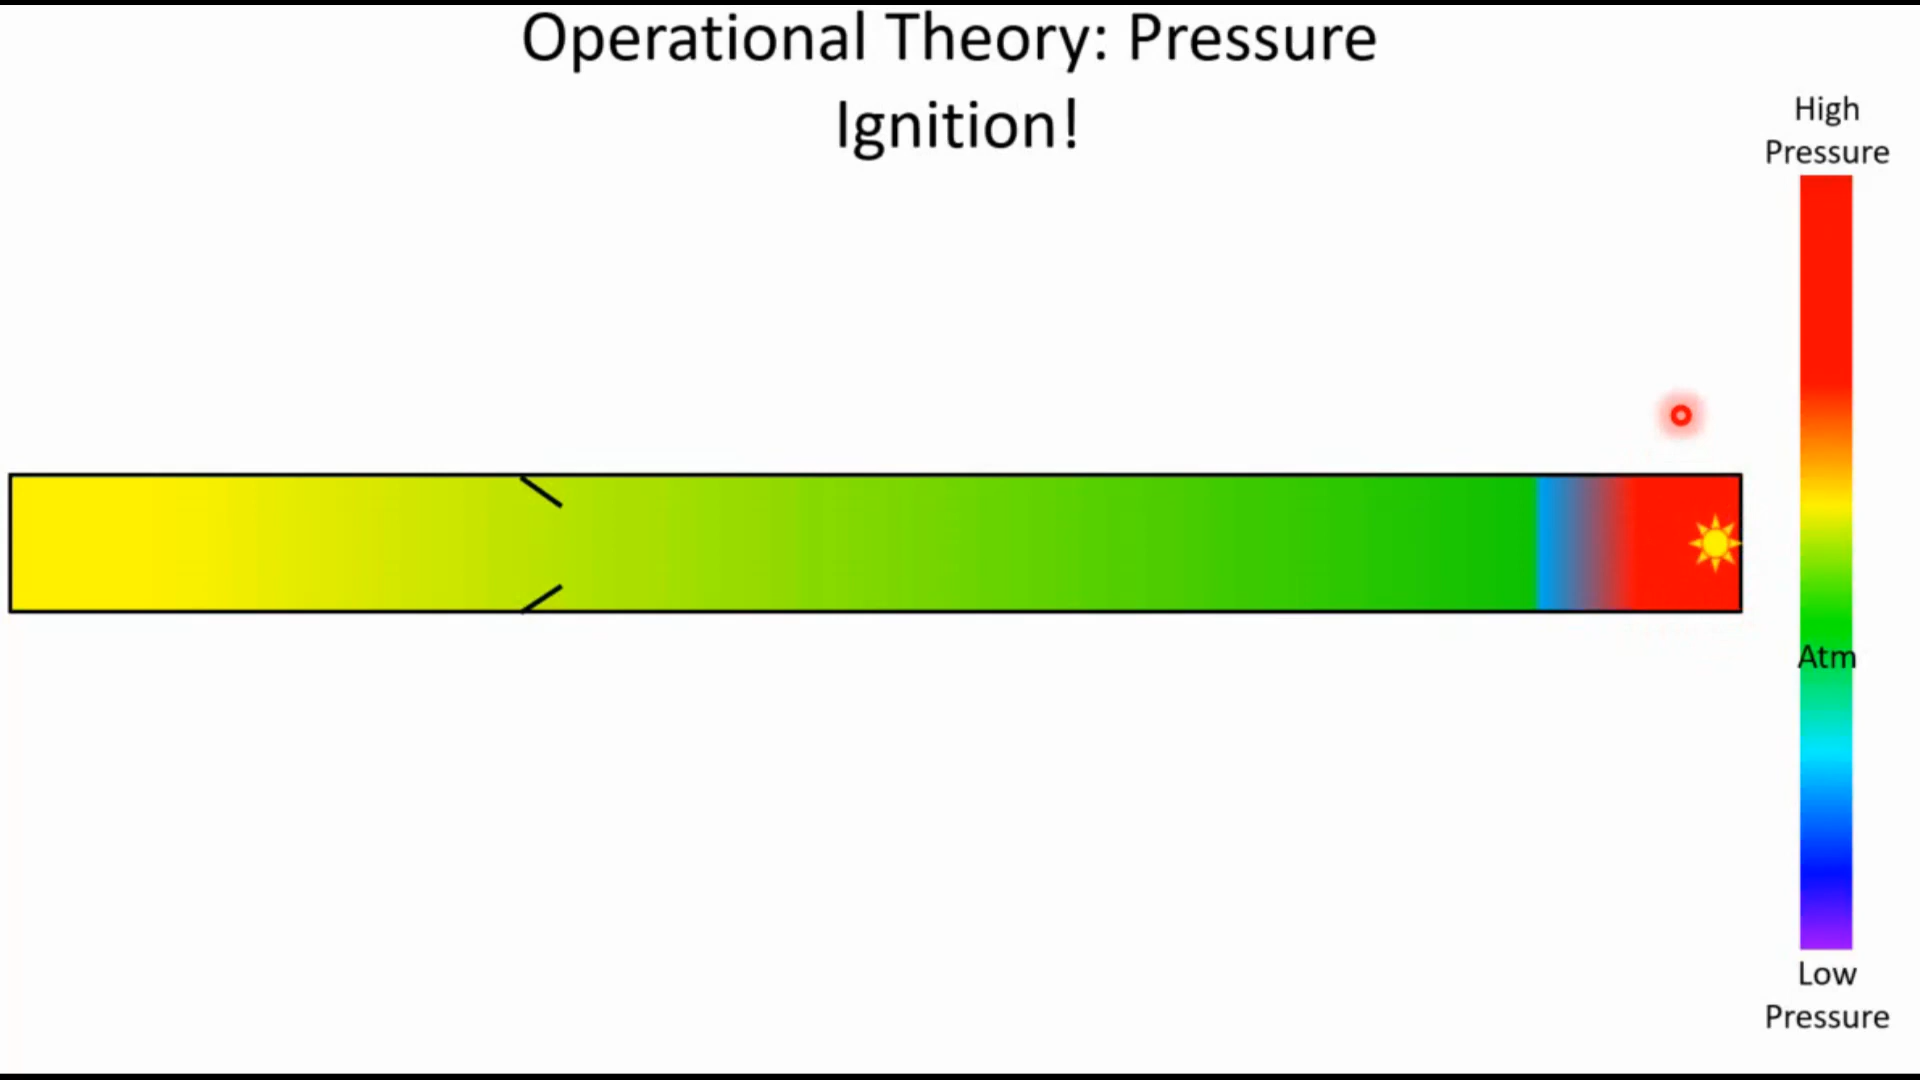 Operational Theory: Pressure
Ignition!
High
Pressure
Atm
Low
Pressure